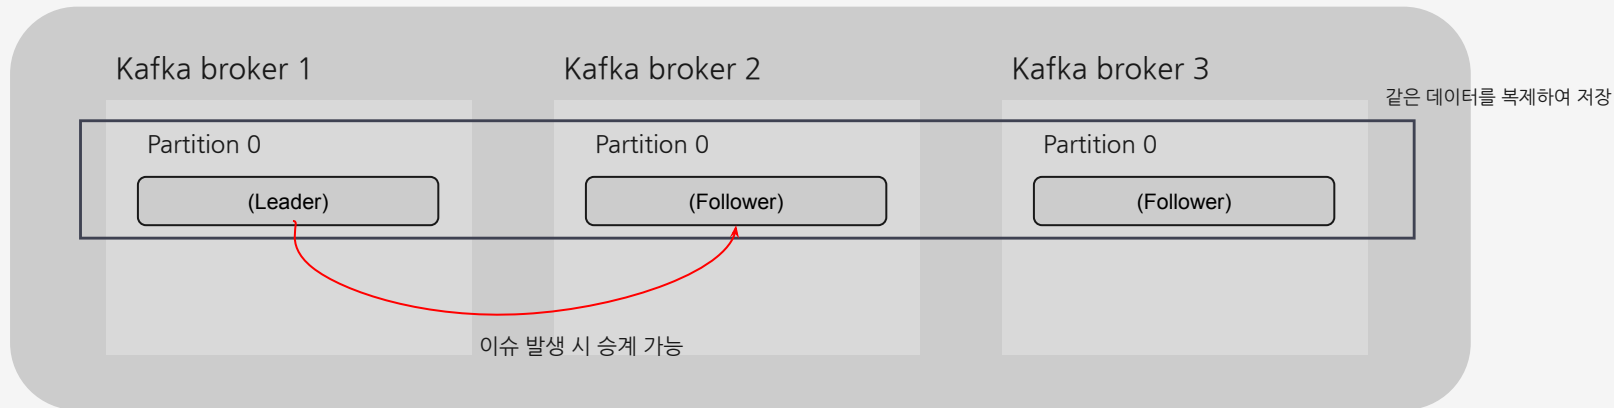 Kafka broker 1
Kafka broker 2
Kafka broker 3
같은 데이터를 복제하여 저장
Partition 0
Partition 0
Partition 0
(Leader)
(Follower)
(Follower)
이슈 발생 시 승계 가능